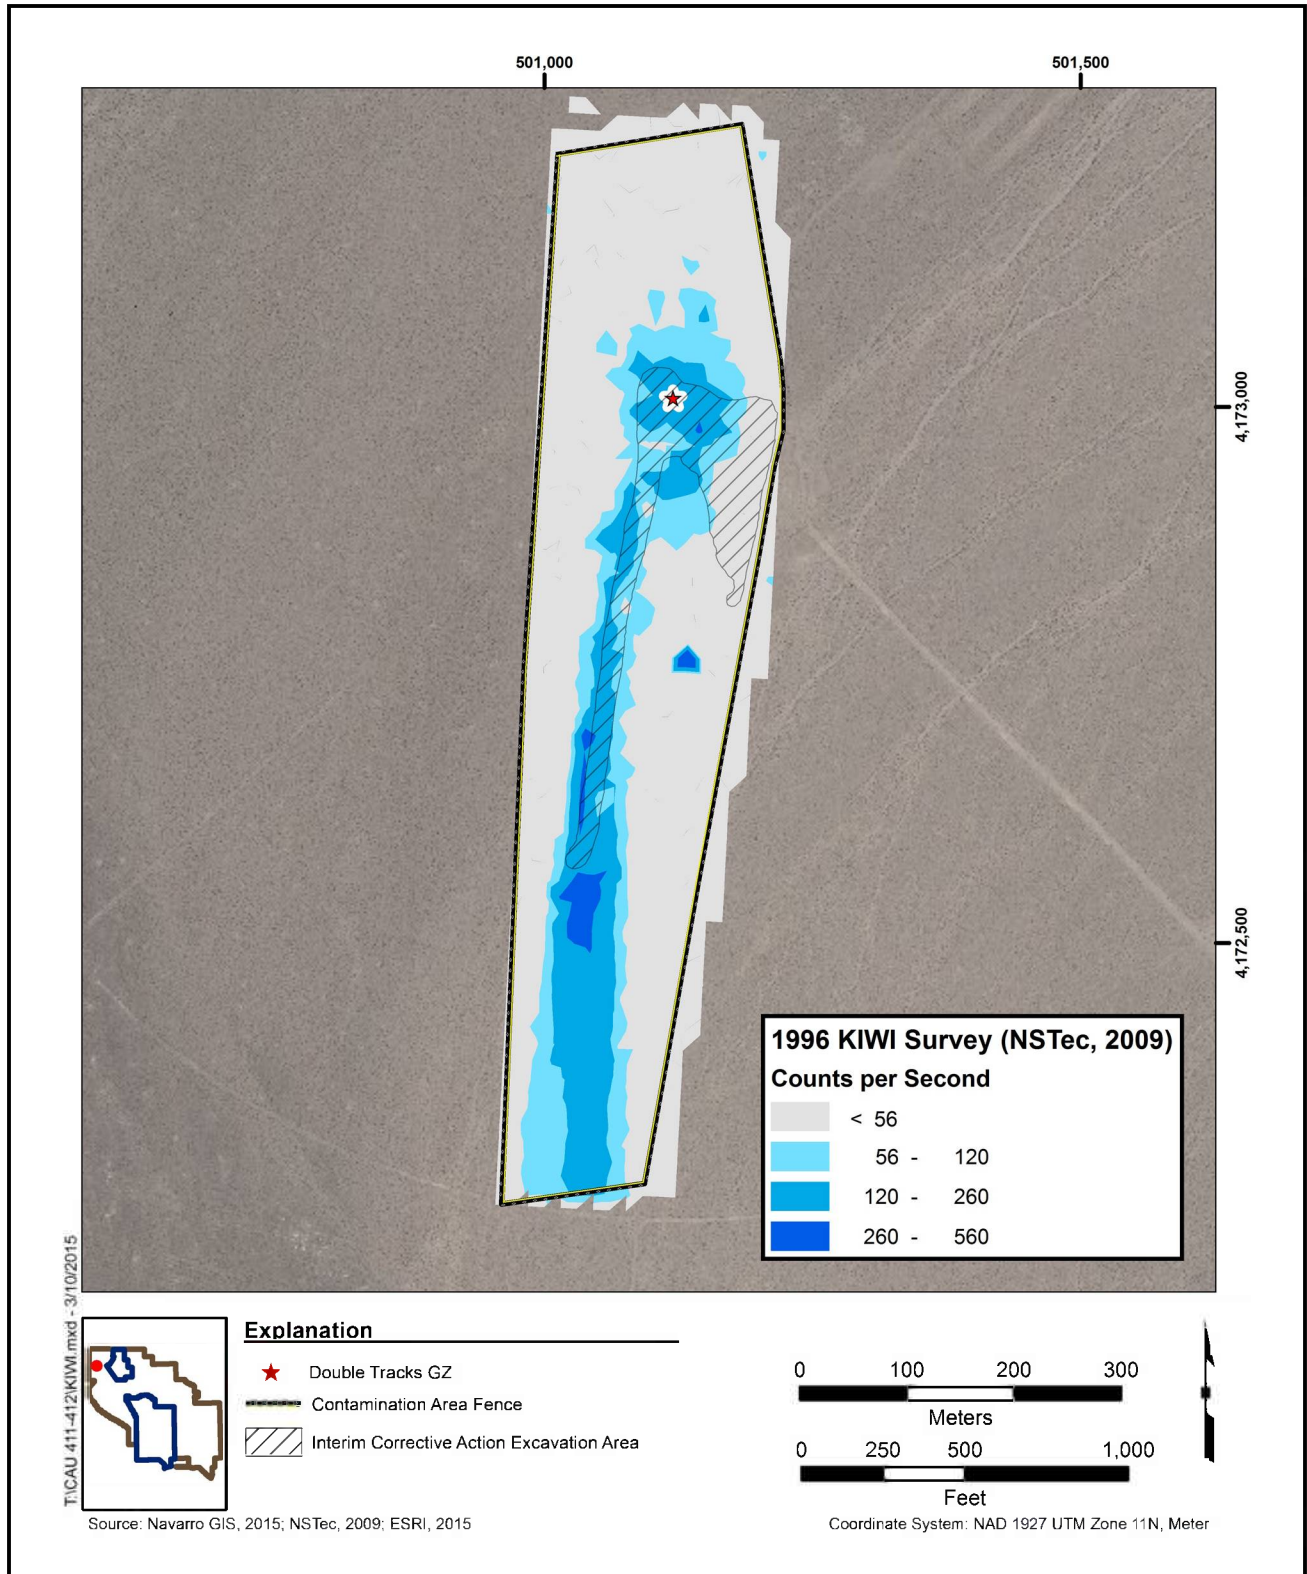 501,000
501,500
4,173,000
4,172,500
1996 KIWI Survey (NSTec, 2009)
Counts per Second
< 56
56 - 120
120 - 260
260 - 560
T:\CAU 411-412\KIWI.mxd - 3/10/2015
Explanation
Double Tracks GZ
Contamination Area Fence
Interim Corrective Action Excavation Area
0 100 200 300
Meters
0 250 500 1,000
Feet
Source: Navarro GIS, 2015; NSTec, 2009; ESRI, 2015
Coordinate System: NAD 1927 UTM Zone 11N, Meter